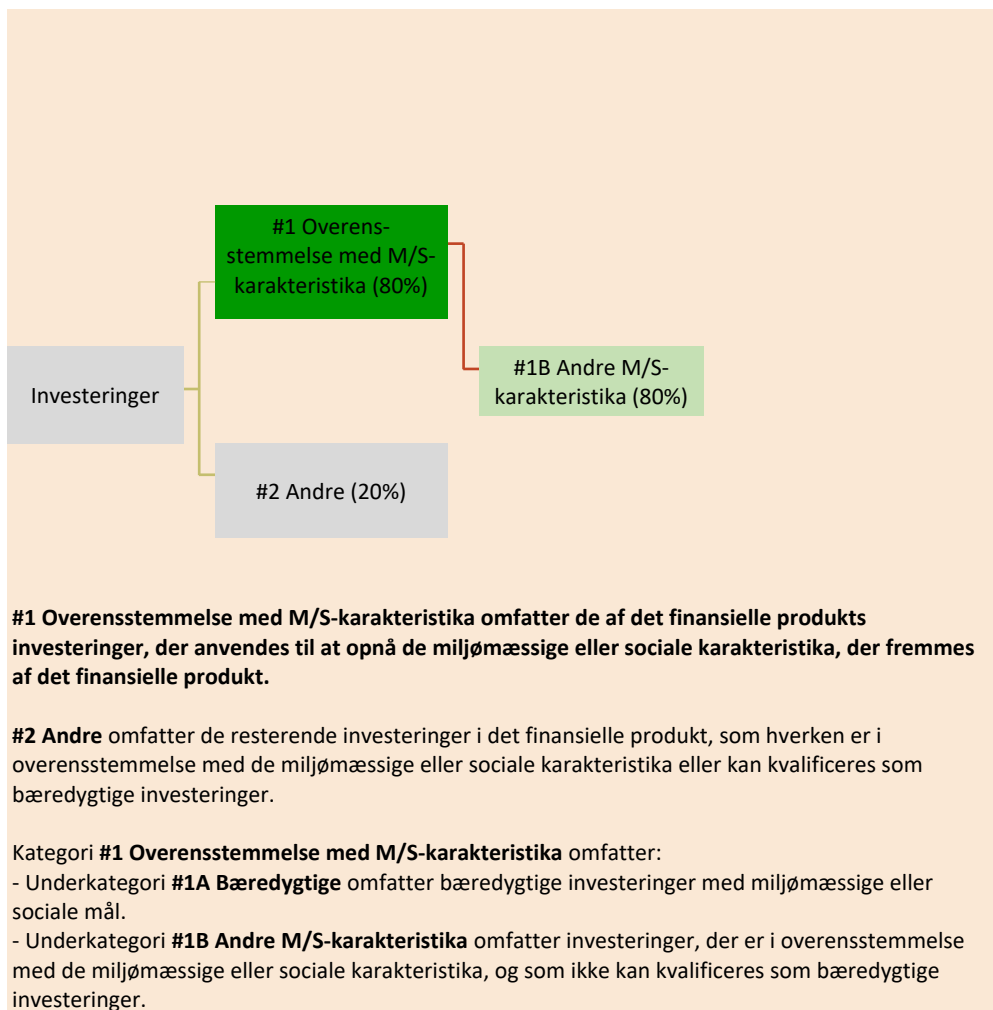 #1 Overens-
stemmelse med M/S-
karakteristika (80%)
#1B Andre M/S-
karakteristika (80%)
Investeringer
#2 Andre (20%)
#1 Overensstemmelse med M/S-karakteristika omfatter de af det finansielle produkts
investeringer, der anvendes til at opnå de miljømæssige eller sociale karakteristika, der fremmes
af det finansielle produkt.
#2 Andre omfatter de resterende investeringer i det finansielle produkt, som hverken er i
overensstemmelse med de miljømæssige eller sociale karakteristika eller kan kvalificeres som
bæredygtige investeringer.
Kategori #1 Overensstemmelse med M/S-karakteristika omfatter:
- Underkategori #1A Bæredygtige omfatter bæredygtige investeringer med miljømæssige eller
sociale mål.
- Underkategori #1B Andre M/S-karakteristika omfatter investeringer, der er i overensstemmelse
med de miljømæssige eller sociale karakteristika, og som ikke kan kvalificeres som bæredygtige
investeringer.